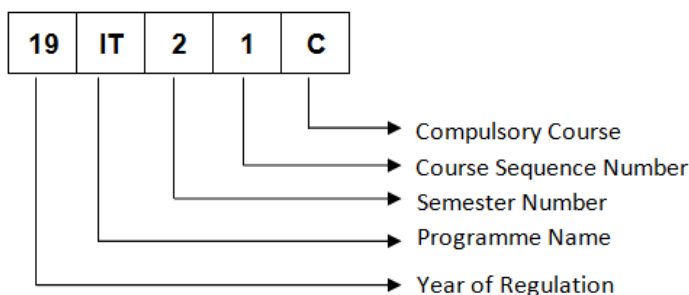 19 IT 2 1 C
Compulsory Course
Course Sequence Number
Semester Number
Programme Name
Year of Regulation